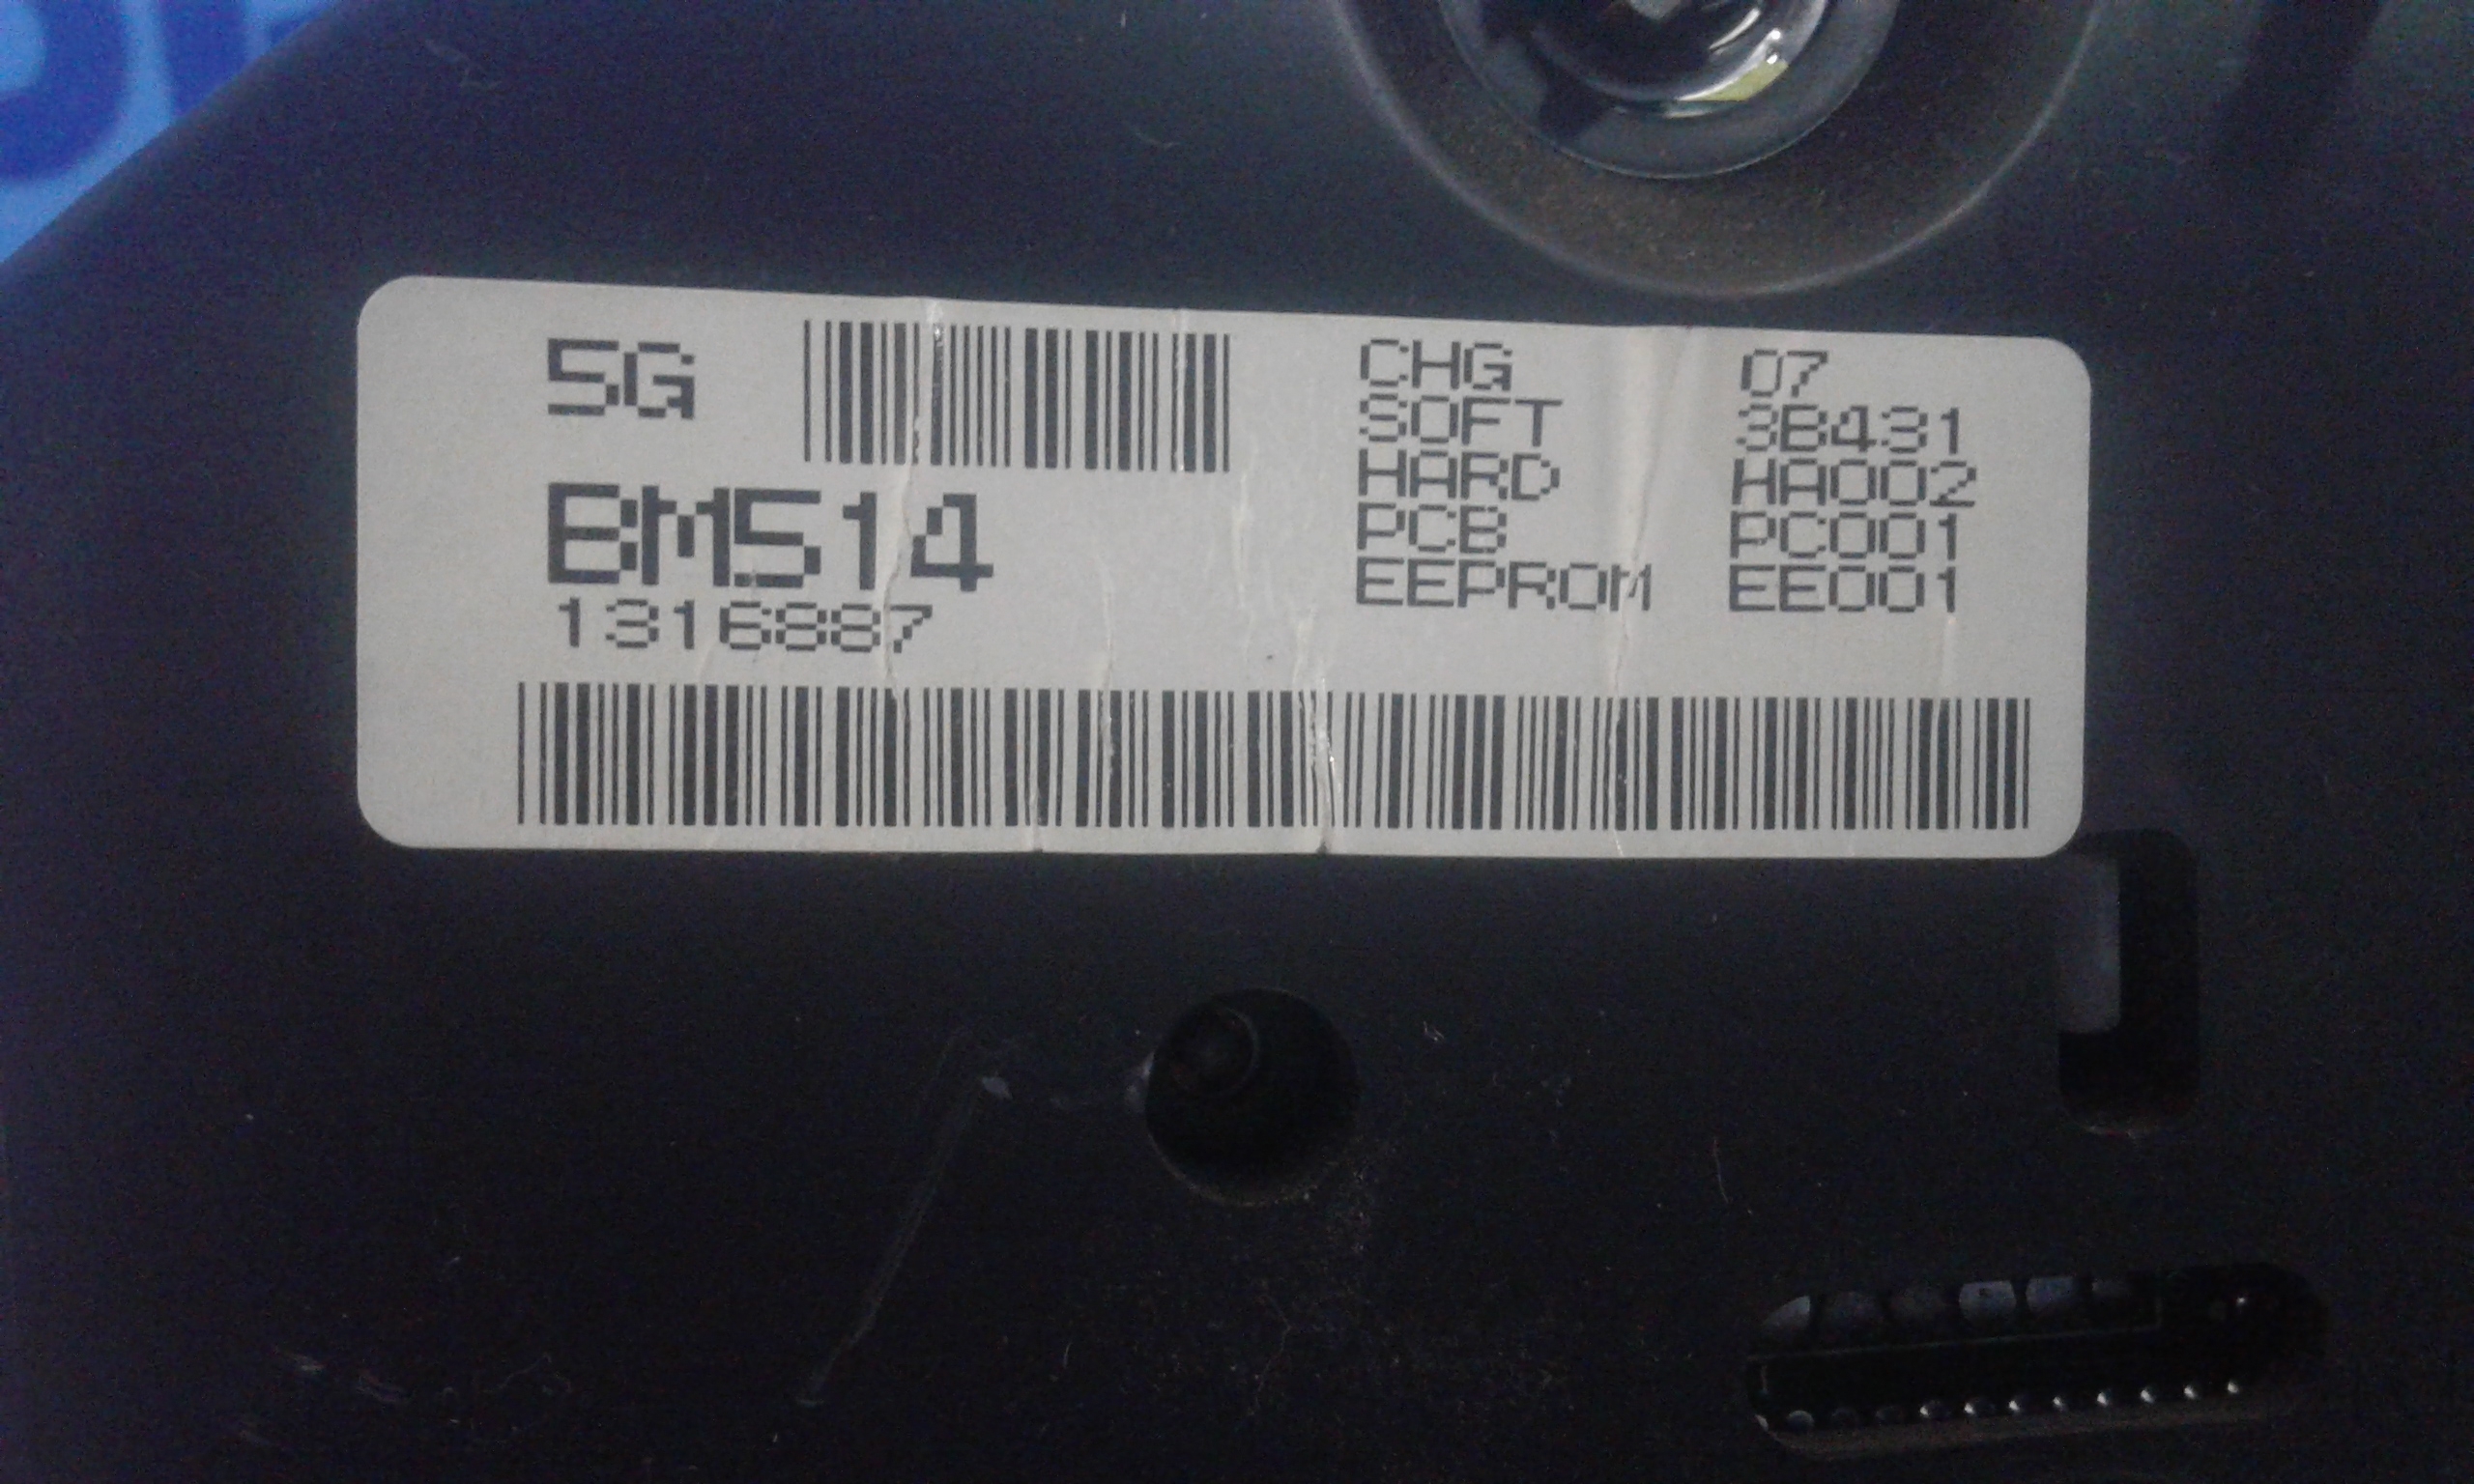 5G
BM514
1316887
CHG 07
SOFT 3B431
HARD HA002
PCB PC001
EEPROM EE001